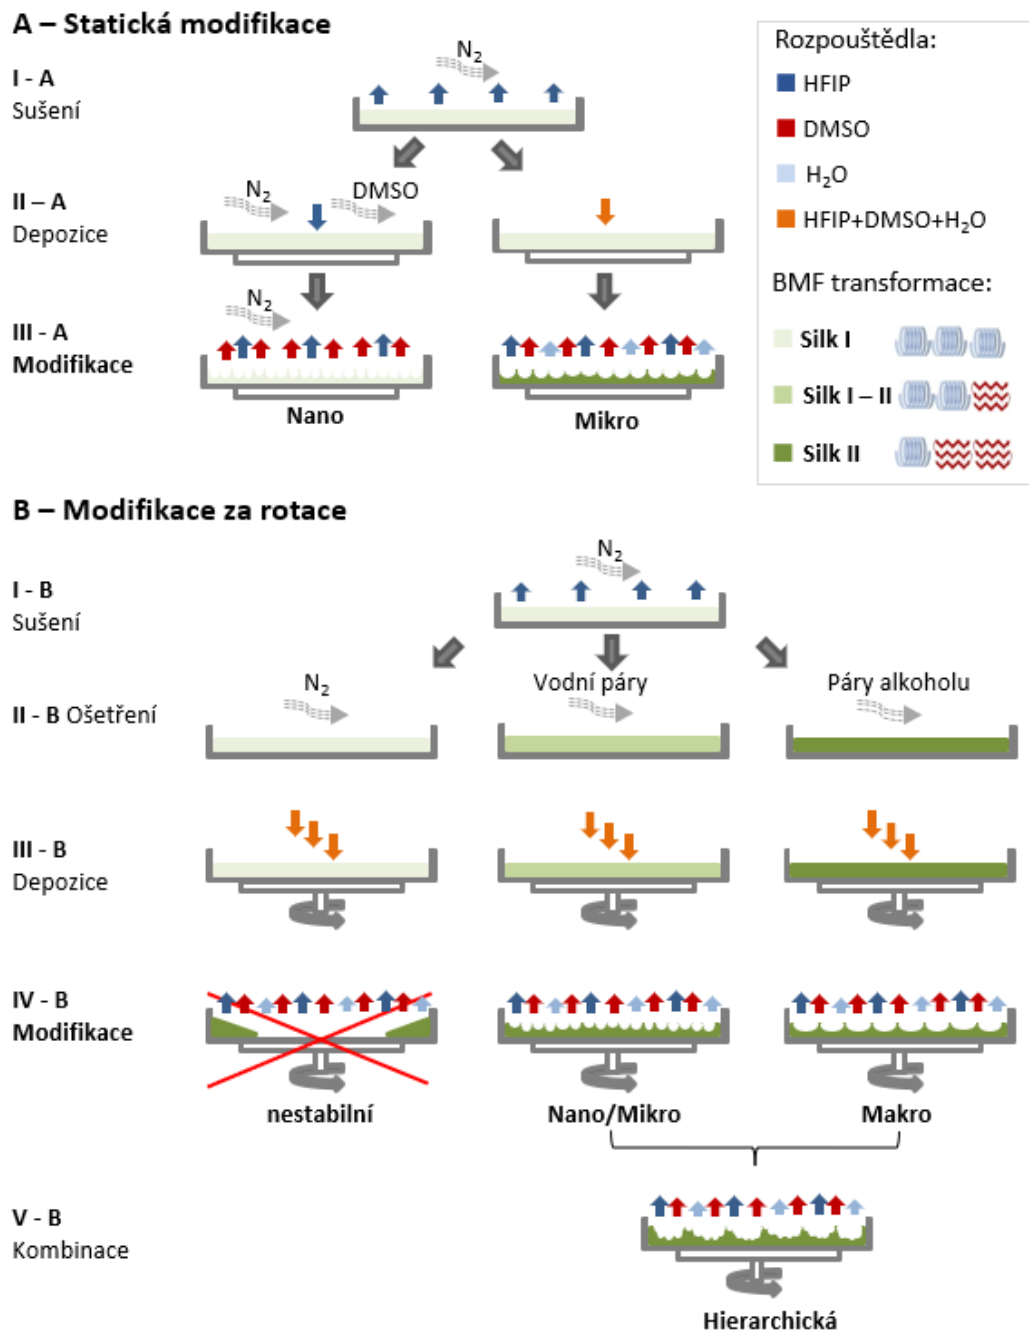 A – Statická modifikace
Rozpouštědla:
HFIP
DMSO
H₂O
HFIP+DMSO+H₂O
BMF transformace:
Silk I
Silk I – II
Silk II
I - A
Sušení
N₂
II – A
Depozice
N₂
DMSO
III - A
Modifikace
N₂
Nano
Mikro
B – Modifikace za rotace
I - B
Sušení
N₂
II - B Ošetření
N₂
Vodní páry
Páry alkoholu
III - B
Depozice
IV - B
Modifikace
nestabilní
Nano/Mikro
Makro
V - B
Kombinace
Hierarchická